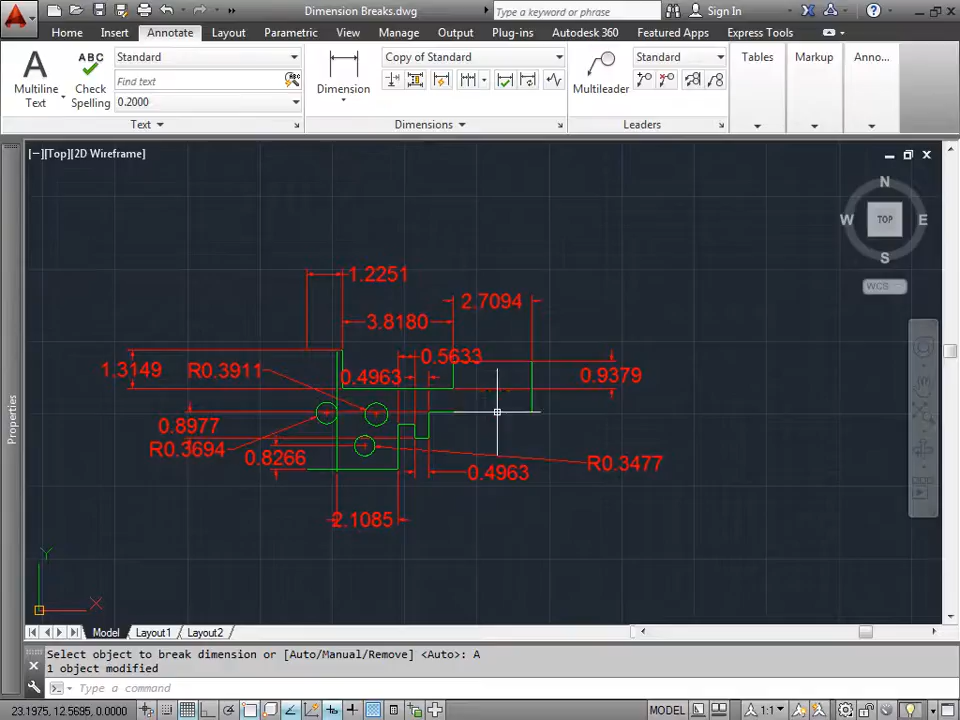 Dimension Breaks.dwg
Type a keyword or phrase
Sign In
Home Insert Annotate Layout Parametric View Manage Output Plug-ins Autodesk 360 Featured Apps Express Tools
A ABC Standard Copy of Standard Standard Tables Markup Anno...
Find text
Multiline Text Check Spelling Dimension Multileader
0.2000
Text Dimensions Leaders
[−][Top][2D Wireframe]
N
W TOP E
S
WCS
1.2251
2.7094
3.8180
0.5633
1.3149 R0.3911 0.4963 0.9379
0.8977
R0.3694 0.8266 R0.3477
0.4963
2.1085
Properties
Y
X
Model Layout1 Layout2
Select object to break dimension or [Auto/Manual/Remove] <Auto>: A
1 object modified
Type a command
23.1975, 12.5695, 0.0000 MODEL 1:1